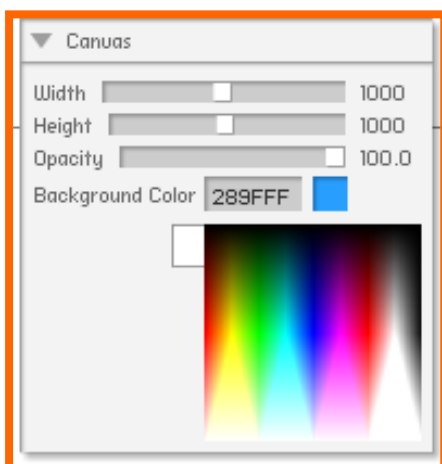 Canvas
Width 1000
Height 1000
Opacity 100.0
Background Color 289FFF